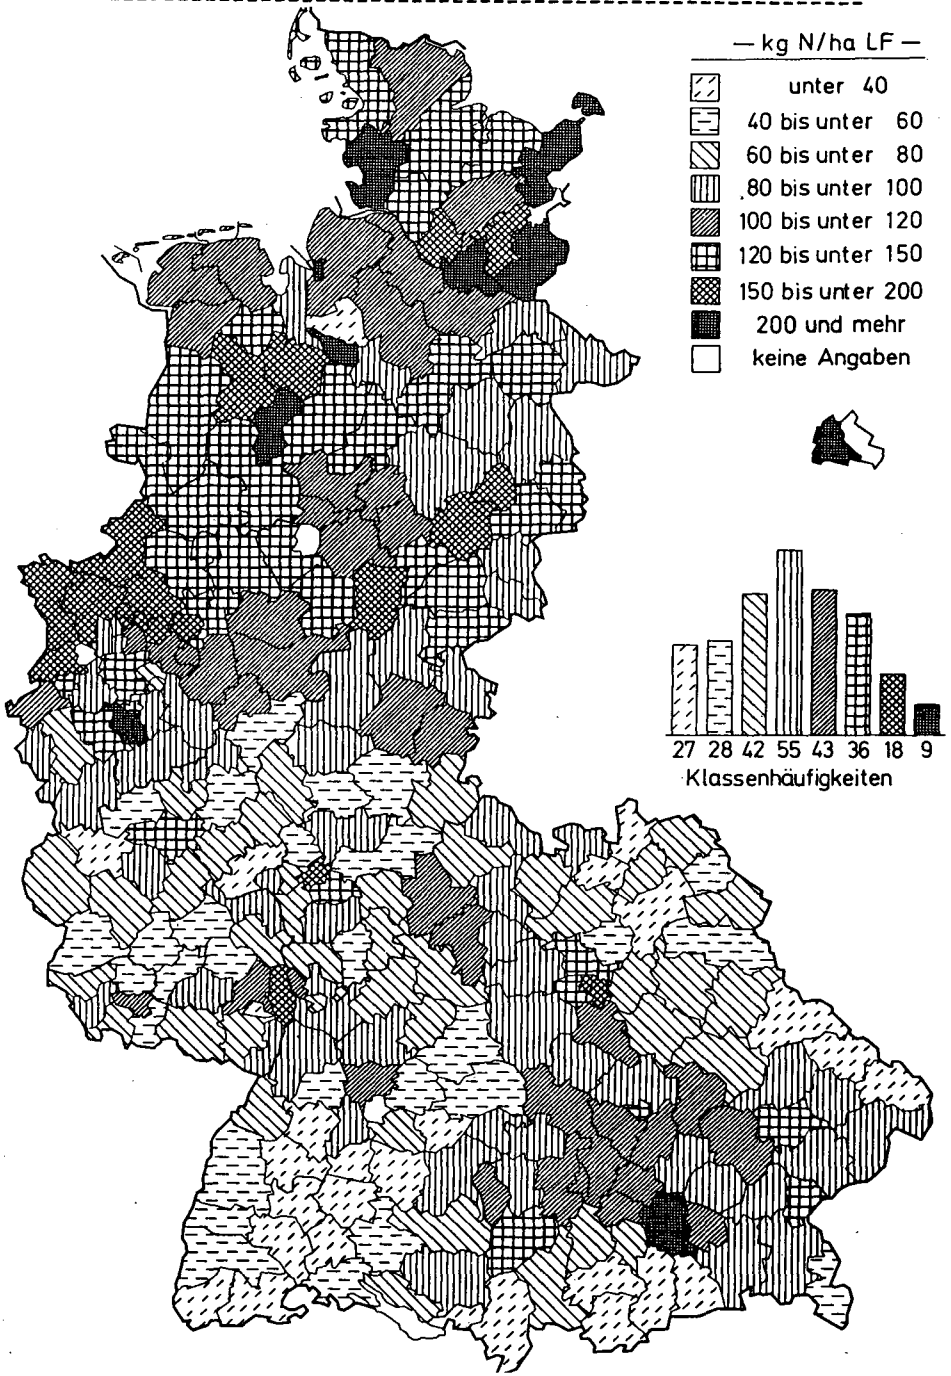 — kg N/ha LF —
unter 40
40 bis unter 60
60 bis unter 80
80 bis unter 100
100 bis unter 120
120 bis unter 150
150 bis unter 200
200 und mehr
keine Angaben
27 28 42 55 43 36 18 9
Klassenhäufigkeiten